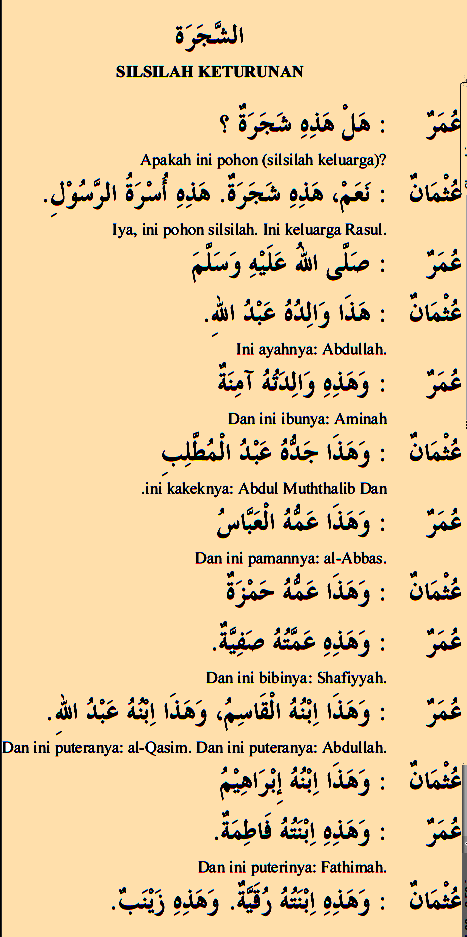 الشَّجَرَةُ
SILSILAH KETURUNAN
عُمَرُ : هَلْ هَذِهِ شَجَرَةٌ ؟
Apakah ini pohon (silsilah keluarga)?
عُثْمَانُ : نَعَمْ، هَذِهِ شَجَرَةٌ. هَذِهِ أُسْرَةُ الرَّسُوْلِ.
Iya, ini pohon silsilah. Ini keluarga Rasul.
عُمَرُ : صَلَّى اللهُ عَلَيْهِ وَسَلَّمَ
عُثْمَانُ : هَذَا وَالِدُهُ عَبْدُ اللهِ.
Ini ayahnya: Abdullah.
عُمَرُ : وَهَذِهِ وَالِدَتُهُ آمِنَةٌ
Dan ini ibunya: Aminah
عُثْمَانُ : وَهَذَا جَدُّهُ عَبْدُ الْمُطَّلِبِ
.ini kakeknya: Abdul Muththalib Dan
عُمَرُ : وَهَذَا عَمُّهُ الْعَبَّاسُ
Dan ini pamannya: al-Abbas.
عُثْمَانُ : وَهَذَا عَمُّهُ حَمْزَةٌ
عُمَرُ : وَهَذِهِ عَمَّتُهُ صَفِيَّةٌ.
Dan ini bibinya: Shafiyyah.
عُمَرُ : وَهَذَا اِبْنُهُ الْقَاسِمُ، وَهَذَا اِبْنُهُ عَبْدُ اللهِ.
Dan ini puteranya: al-Qasim. Dan ini puteranya: Abdullah.
عُثْمَانُ : وَهَذَا اِبْنُهُ إِبْرَاهِيْمُ
عُمَرُ : وَهَذِهِ اِبْنَتُهُ فَاطِمَةٌ.
Dan ini puterinya: Fathimah.
عُثْمَانُ : وَهَذِهِ اِبْنَتُهُ رُقَيَّةٌ. وَهَذِهِ زَيْنَبٌ.